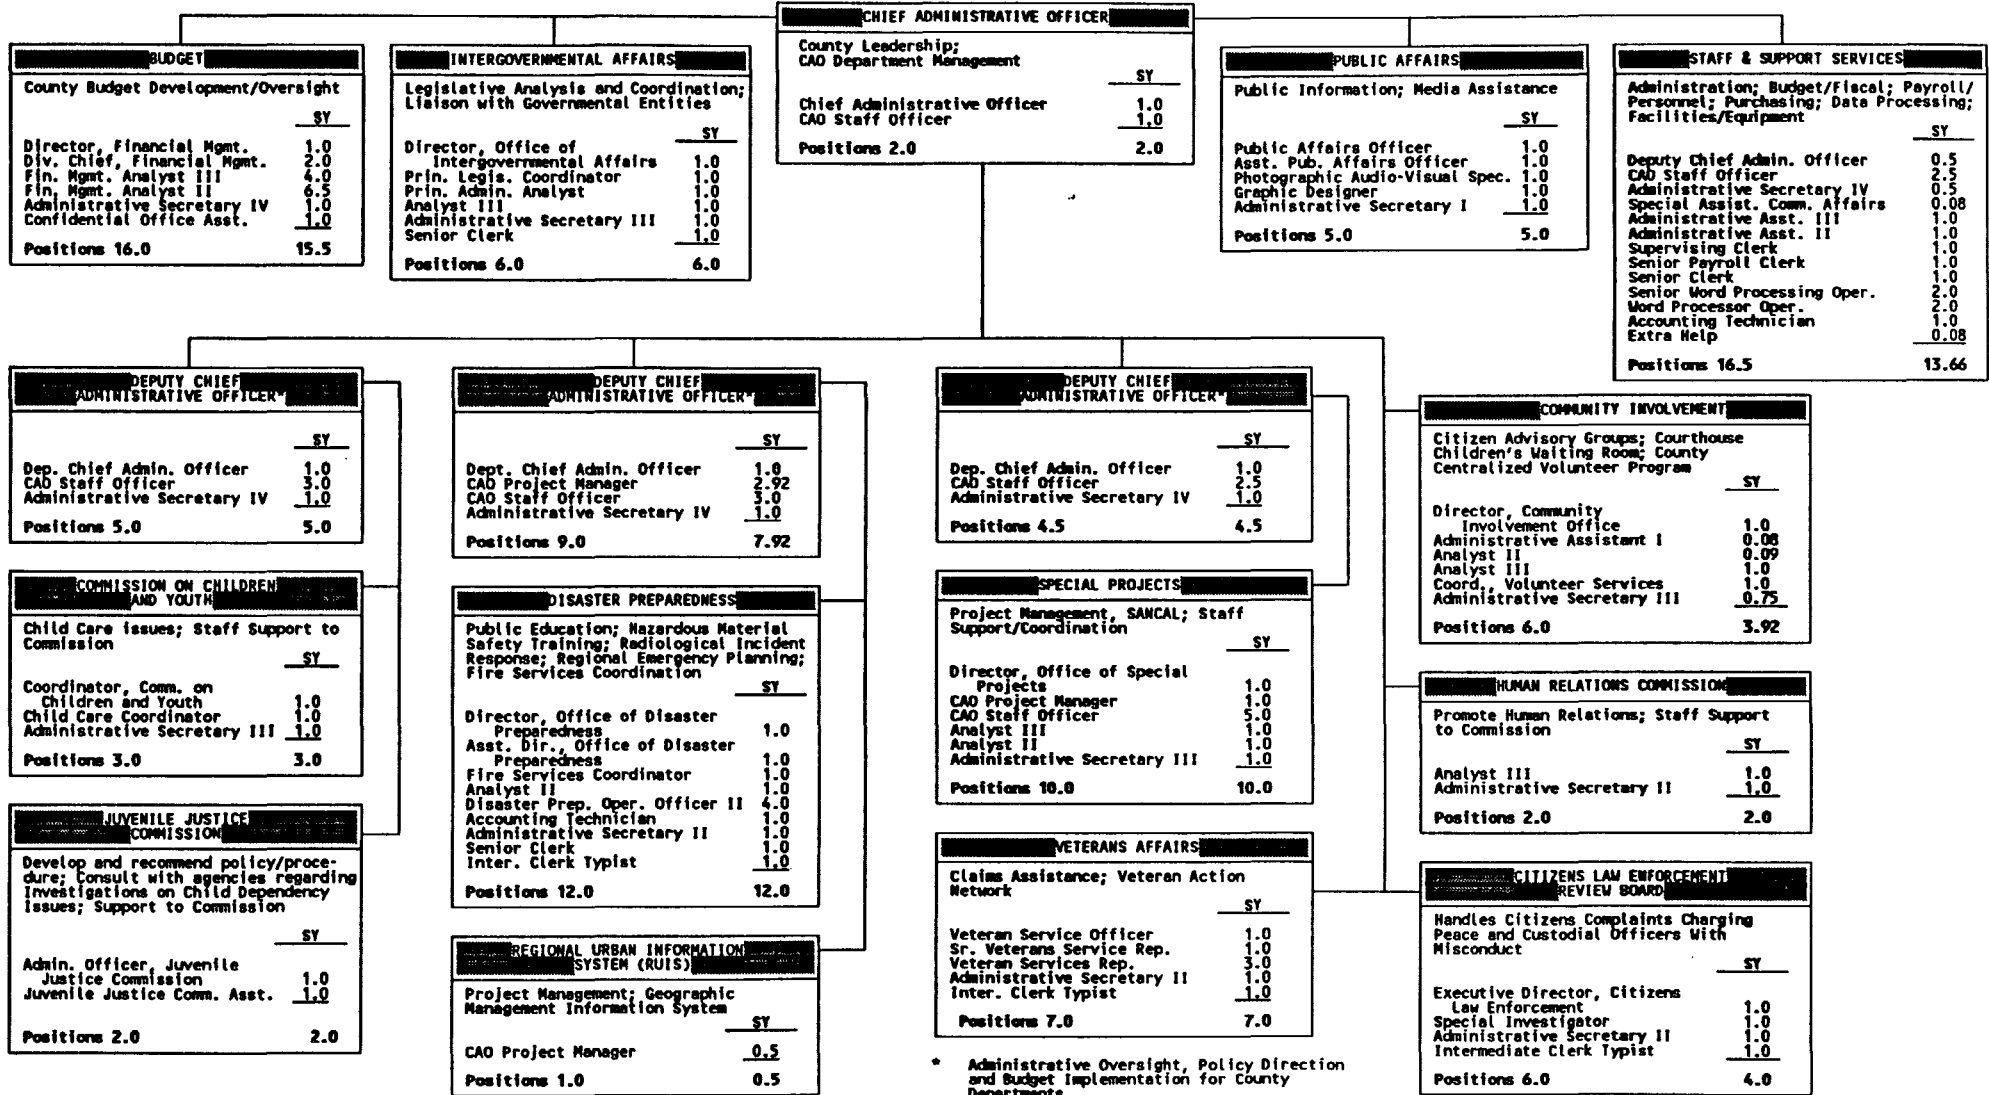 CHIEF ADMINISTRATIVE OFFICER
County Leadership;
CAO Department Management
SY
Chief Administrative Officer 1.0
CAO Staff Officer 1.0
Positions 2.0 2.0
BUDGET
County Budget Development/Oversight
SY
Director, Financial Mgmt. 1.0
Div. Chief, Financial Mgmt. 2.0
Fin. Mgmt. Analyst III 4.0
Fin. Mgmt. Analyst II 6.5
Administrative Secretary IV 1.0
Confidential Office Asst. 1.0
Positions 16.0 15.5
INTERGOVERNMENTAL AFFAIRS
Legislative Analysis and Coordination;
Liaison with Governmental Entities
SY
Director, Office of
Intergovernmental Affairs 1.0
Prin. Legis. Coordinator 1.0
Prin. Admin. Analyst 1.0
Analyst III 1.0
Administrative Secretary III 1.0
Senior Clerk 1.0
Positions 6.0 6.0
PUBLIC AFFAIRS
Public Information; Media Assistance
SY
Public Affairs Officer 1.0
Asst. Pub. Affairs Officer 1.0
Photographic Audio-Visual Spec. 1.0
Graphic Designer 1.0
Administrative Secretary I 1.0
Positions 5.0 5.0
STAFF & SUPPORT SERVICES
Administration; Budget/Fiscal; Payroll/
Personnel; Purchasing; Data Processing;
Facilities/Equipment
SY
Deputy Chief Admin. Officer 0.5
CAO Staff Officer 2.5
Administrative Secretary IV 0.5
Special Assist. Comm. Affairs 0.08
Administrative Asst. III 1.0
Administrative Asst. II 1.0
Supervising Clerk 1.0
Senior Payroll Clerk 1.0
Senior Clerk 1.0
Senior Word Processing Oper. 2.0
Word Processor Oper. 2.0
Accounting Technician 1.0
Extra Help 0.08
Positions 16.5 13.66
DEPUTY CHIEF
ADMINISTRATIVE OFFICER*
SY
Dep. Chief Admin. Officer 1.0
CAO Staff Officer 3.0
Administrative Secretary IV 1.0
Positions 5.0 5.0
COMMISSION ON CHILDREN
AND YOUTH
Child Care issues; Staff Support to
Commission
SY
Coordinator, Comm. on
Children and Youth 1.0
Child Care Coordinator 1.0
Administrative Secretary III 1.0
Positions 3.0 3.0
JUVENILE JUSTICE
COMMISSION
Develop and recommend policy/proce-
dure; Consult with agencies regarding
Investigations on Child Dependency
Issues; Support to Commission
SY
Admin. Officer, Juvenile
Justice Commission 1.0
Juvenile Justice Comm. Asst. 1.0
Positions 2.0 2.0
DEPUTY CHIEF
ADMINISTRATIVE OFFICER*
SY
Dept. Chief Admin. Officer 1.0
CAO Project Manager 2.92
CAO Staff Officer 3.0
Administrative Secretary IV 1.0
Positions 9.0 7.92
DISASTER PREPAREDNESS
Public Education; Hazardous Material
Safety Training; Radiological Incident
Response; Regional Emergency Planning;
Fire Services Coordination
SY
Director, Office of Disaster
Preparedness 1.0
Asst. Dir., Office of Disaster
Preparedness 1.0
Fire Services Coordinator 1.0
Analyst II 1.0
Disaster Prep. Oper. Officer II 4.0
Accounting Technician 1.0
Administrative Secretary II 1.0
Senior Clerk 1.0
Inter. Clerk Typist 1.0
Positions 12.0 12.0
REGIONAL URBAN INFORMATION
SYSTEM (RUIS)
Project Management; Geographic
Management Information System
SY
CAO Project Manager 0.5
Positions 1.0 0.5
DEPUTY CHIEF
ADMINISTRATIVE OFFICER*
SY
Dep. Chief Admin. Officer 1.0
CAO Staff Officer 2.5
Administrative Secretary IV 1.0
Positions 4.5 4.5
SPECIAL PROJECTS
Project Management, SANCAL; Staff
Support/Coordination
SY
Director, Office of Special
Projects 1.0
CAO Project Manager 1.0
CAO Staff Officer 5.0
Analyst III 1.0
Analyst II 1.0
Administrative Secretary III 1.0
Positions 10.0 10.0
VETERANS AFFAIRS
Claims Assistance; Veteran Action
Network
SY
Veteran Service Officer 1.0
Sr. Veterans Service Rep. 1.0
Veteran Services Rep. 3.0
Administrative Secretary II 1.0
Inter. Clerk Typist 1.0
Positions 7.0 7.0
* Administrative Oversight, Policy Direction
and Budget Implementation for County
Departments
COMMUNITY INVOLVEMENT
Citizen Advisory Groups; Courthouse
Children's Waiting Room; County
Centralized Volunteer Program
SY
Director, Community
Involvement Office 1.0
Administrative Assistant I 0.08
Analyst II 0.09
Analyst III 1.0
Coord., Volunteer Services 1.0
Administrative Secretary III 0.75
Positions 6.0 3.92
HUMAN RELATIONS COMMISSION
Promote Human Relations; Staff Support
to Commission
SY
Analyst III 1.0
Administrative Secretary II 1.0
Positions 2.0 2.0
CITIZENS LAW ENFORCEMENT
REVIEW BOARD
Handles Citizens Complaints Charging
Peace and Custodial Officers With
Misconduct
SY
Executive Director, Citizens
Law Enforcement 1.0
Special Investigator 1.0
Administrative Secretary II 1.0
Intermediate Clerk Typist 1.0
Positions 6.0 4.0